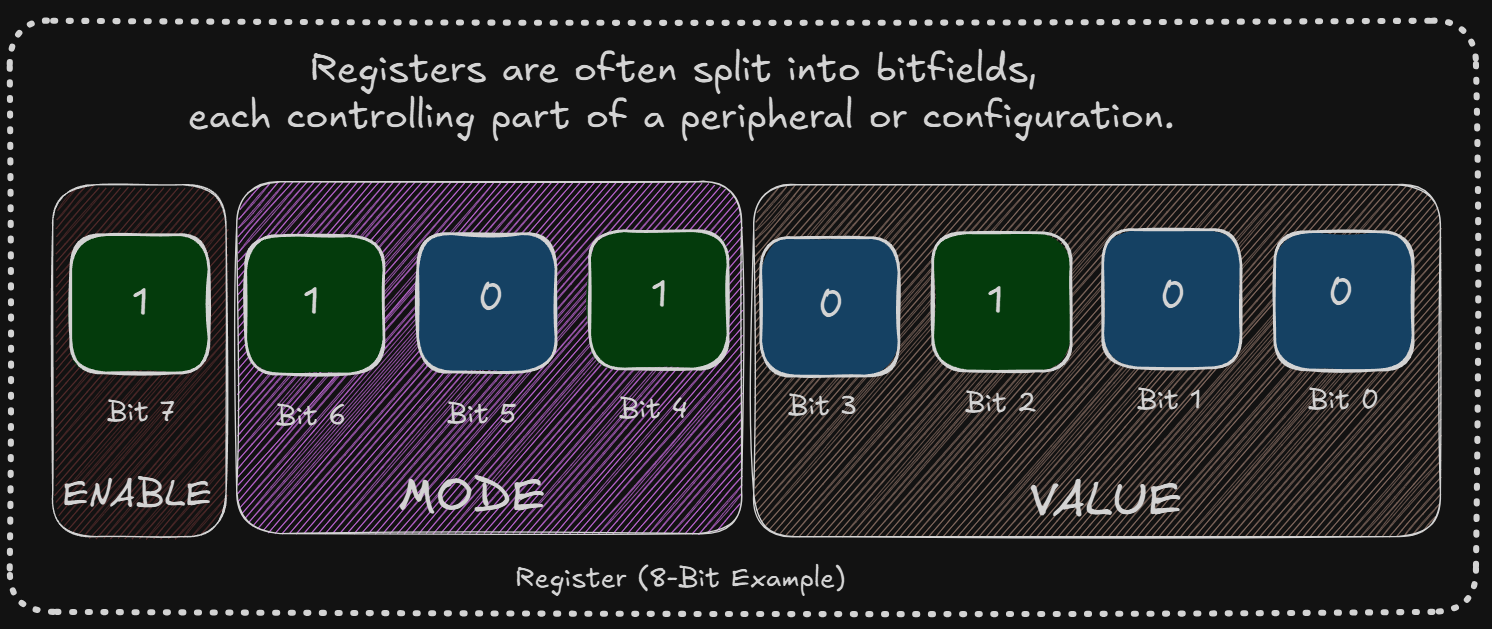 Registers are often split into bitfields,
each controlling part of a peripheral or configuration.
1 1 0 1 0 1 0 0
Bit 7 Bit 6 Bit 5 Bit 4 Bit 3 Bit 2 Bit 1 Bit 0
ENABLE MODE VALUE
Register (8-Bit Example)